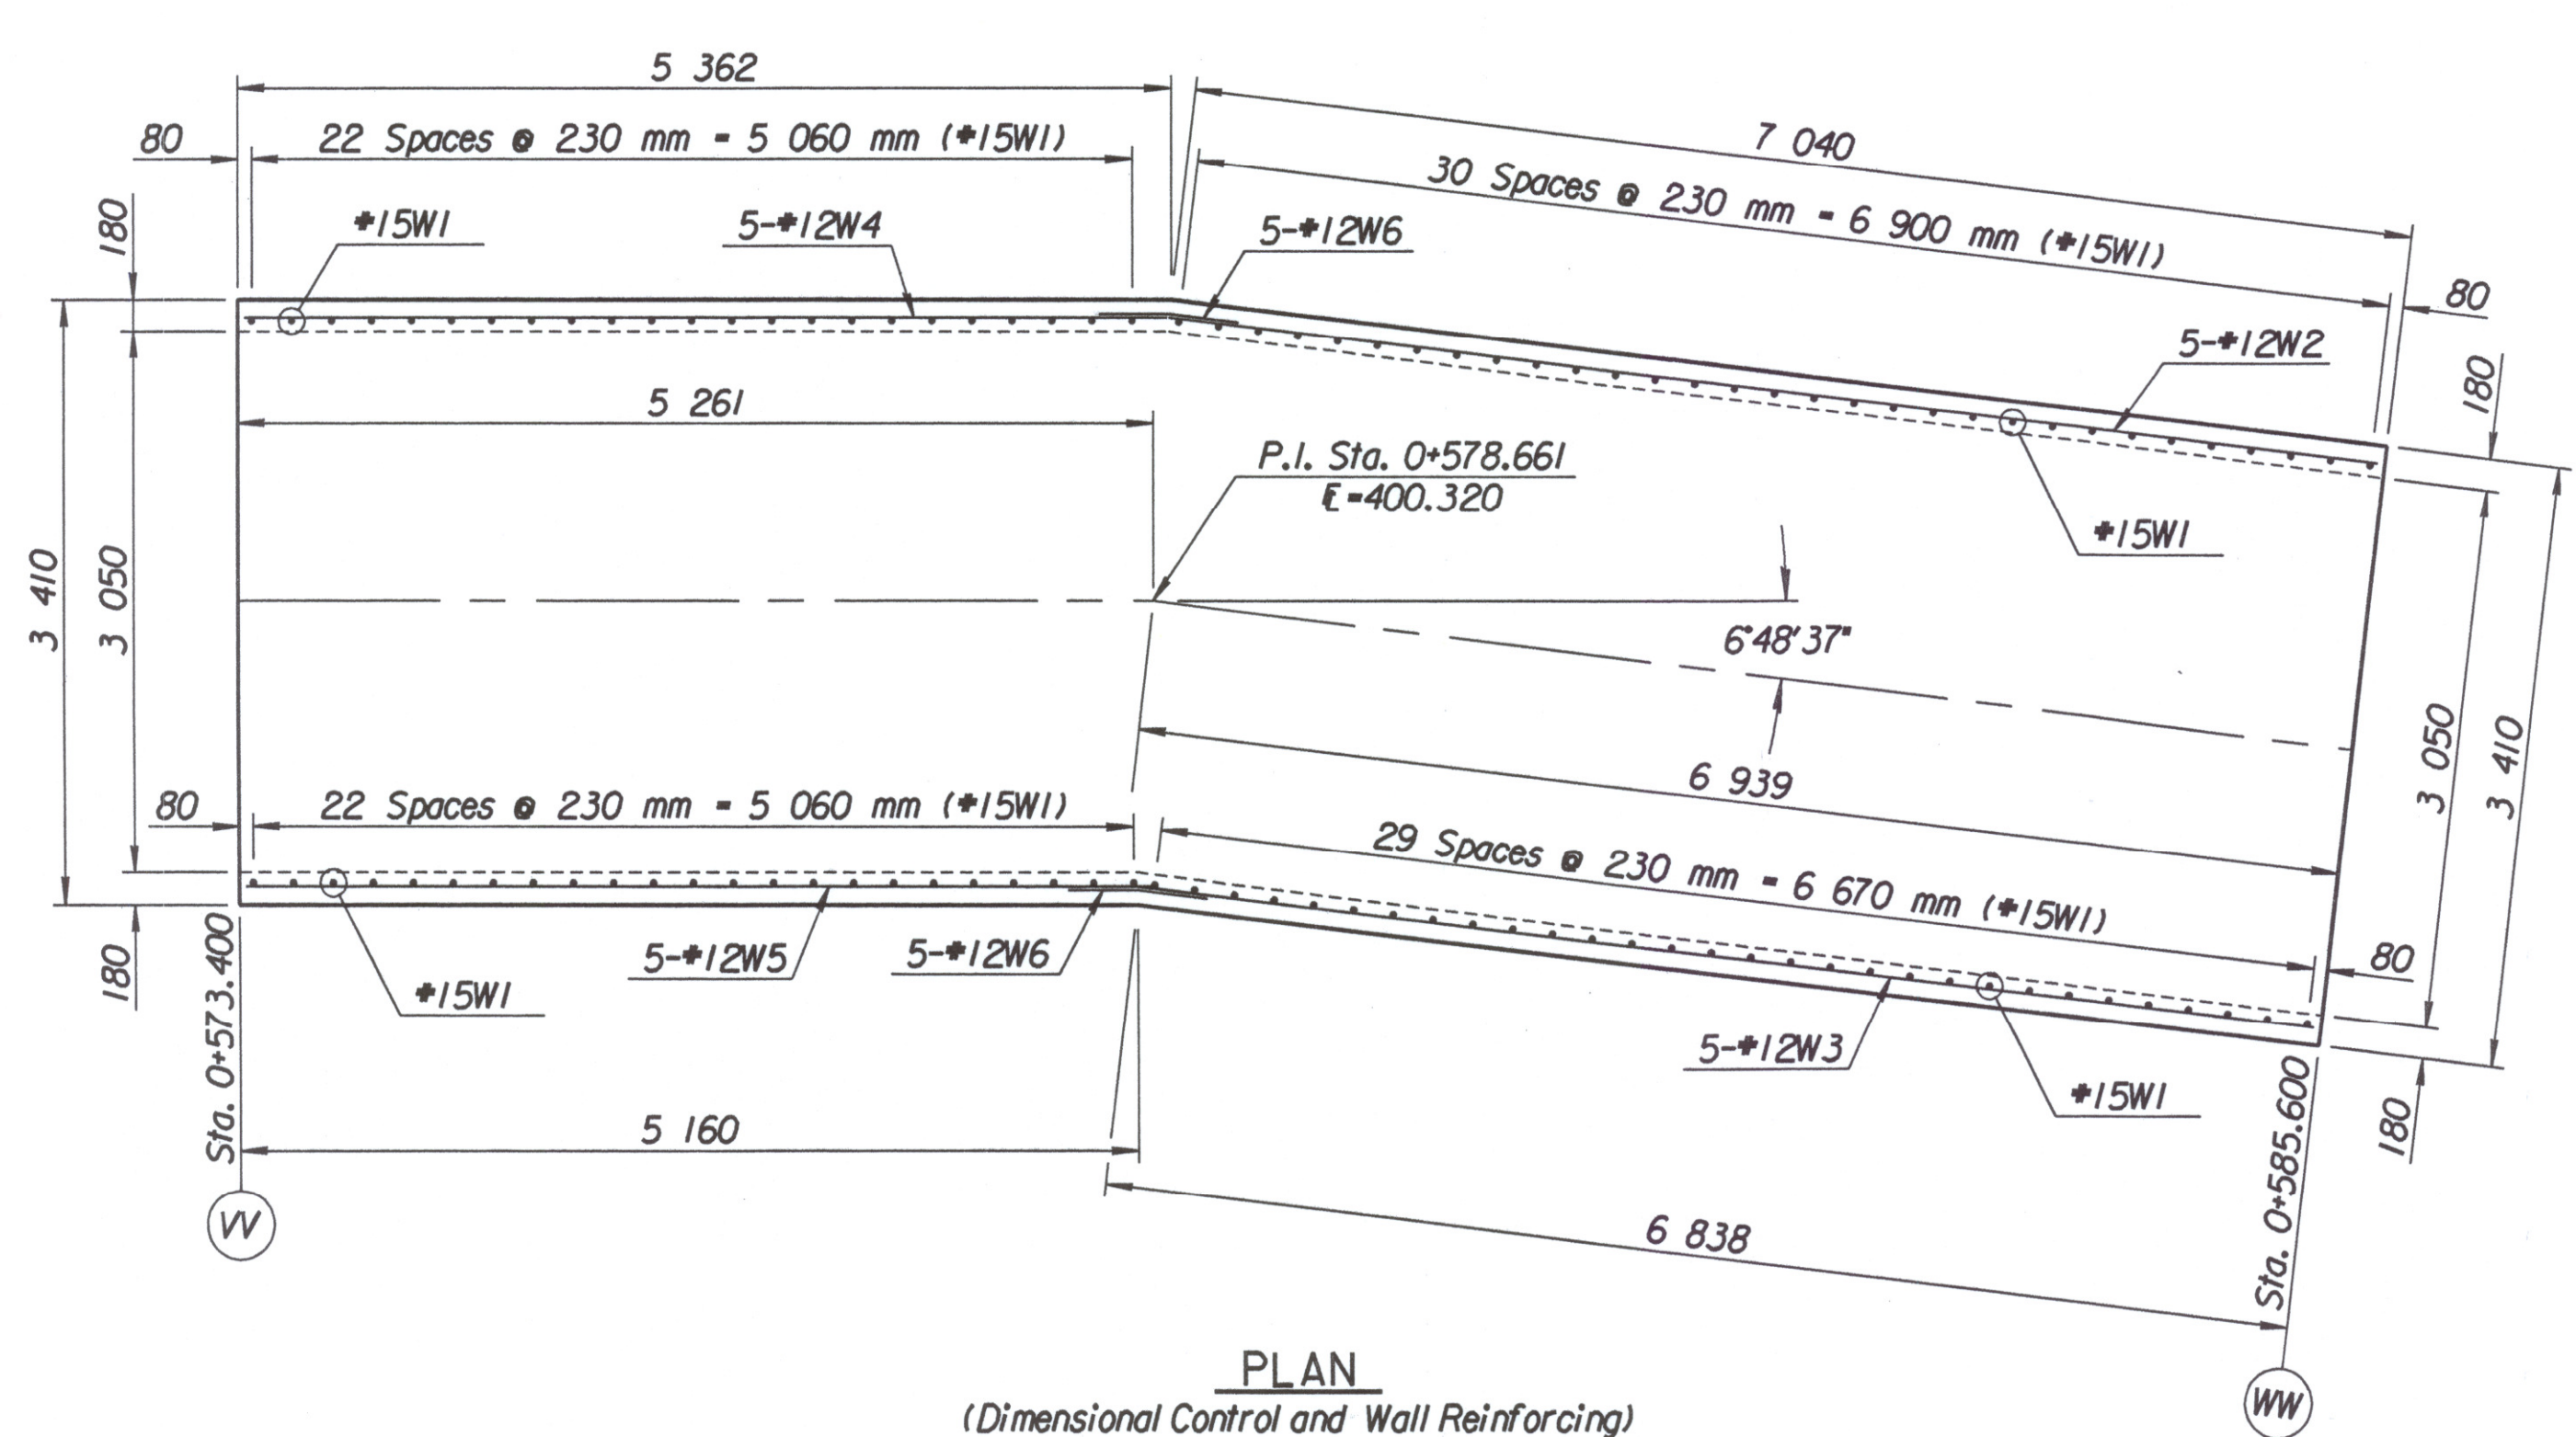 5 362
7 040
80
22 Spaces @ 230 mm = 5 060 mm (#15W1)
30 Spaces @ 230 mm = 6 900 mm (#15W1)
180
#15W1
5-#12W4
5-#12W6
80
5-#12W2
180
5 261
P.I. Sta. 0+578.661
℄=400.320
#15W1
3 410
3 050
6°48'37"
3 050
3 410
6 939
80
22 Spaces @ 230 mm = 5 060 mm (#15W1)
29 Spaces @ 230 mm = 6 670 mm (#15W1)
80
180
#15W1
5-#12W5
5-#12W6
5-#12W3
#15W1
180
Sta. 0+573.400
5 160
Sta. 0+585.600
VV
6 838
WW
PLAN
(Dimensional Control and Wall Reinforcing)